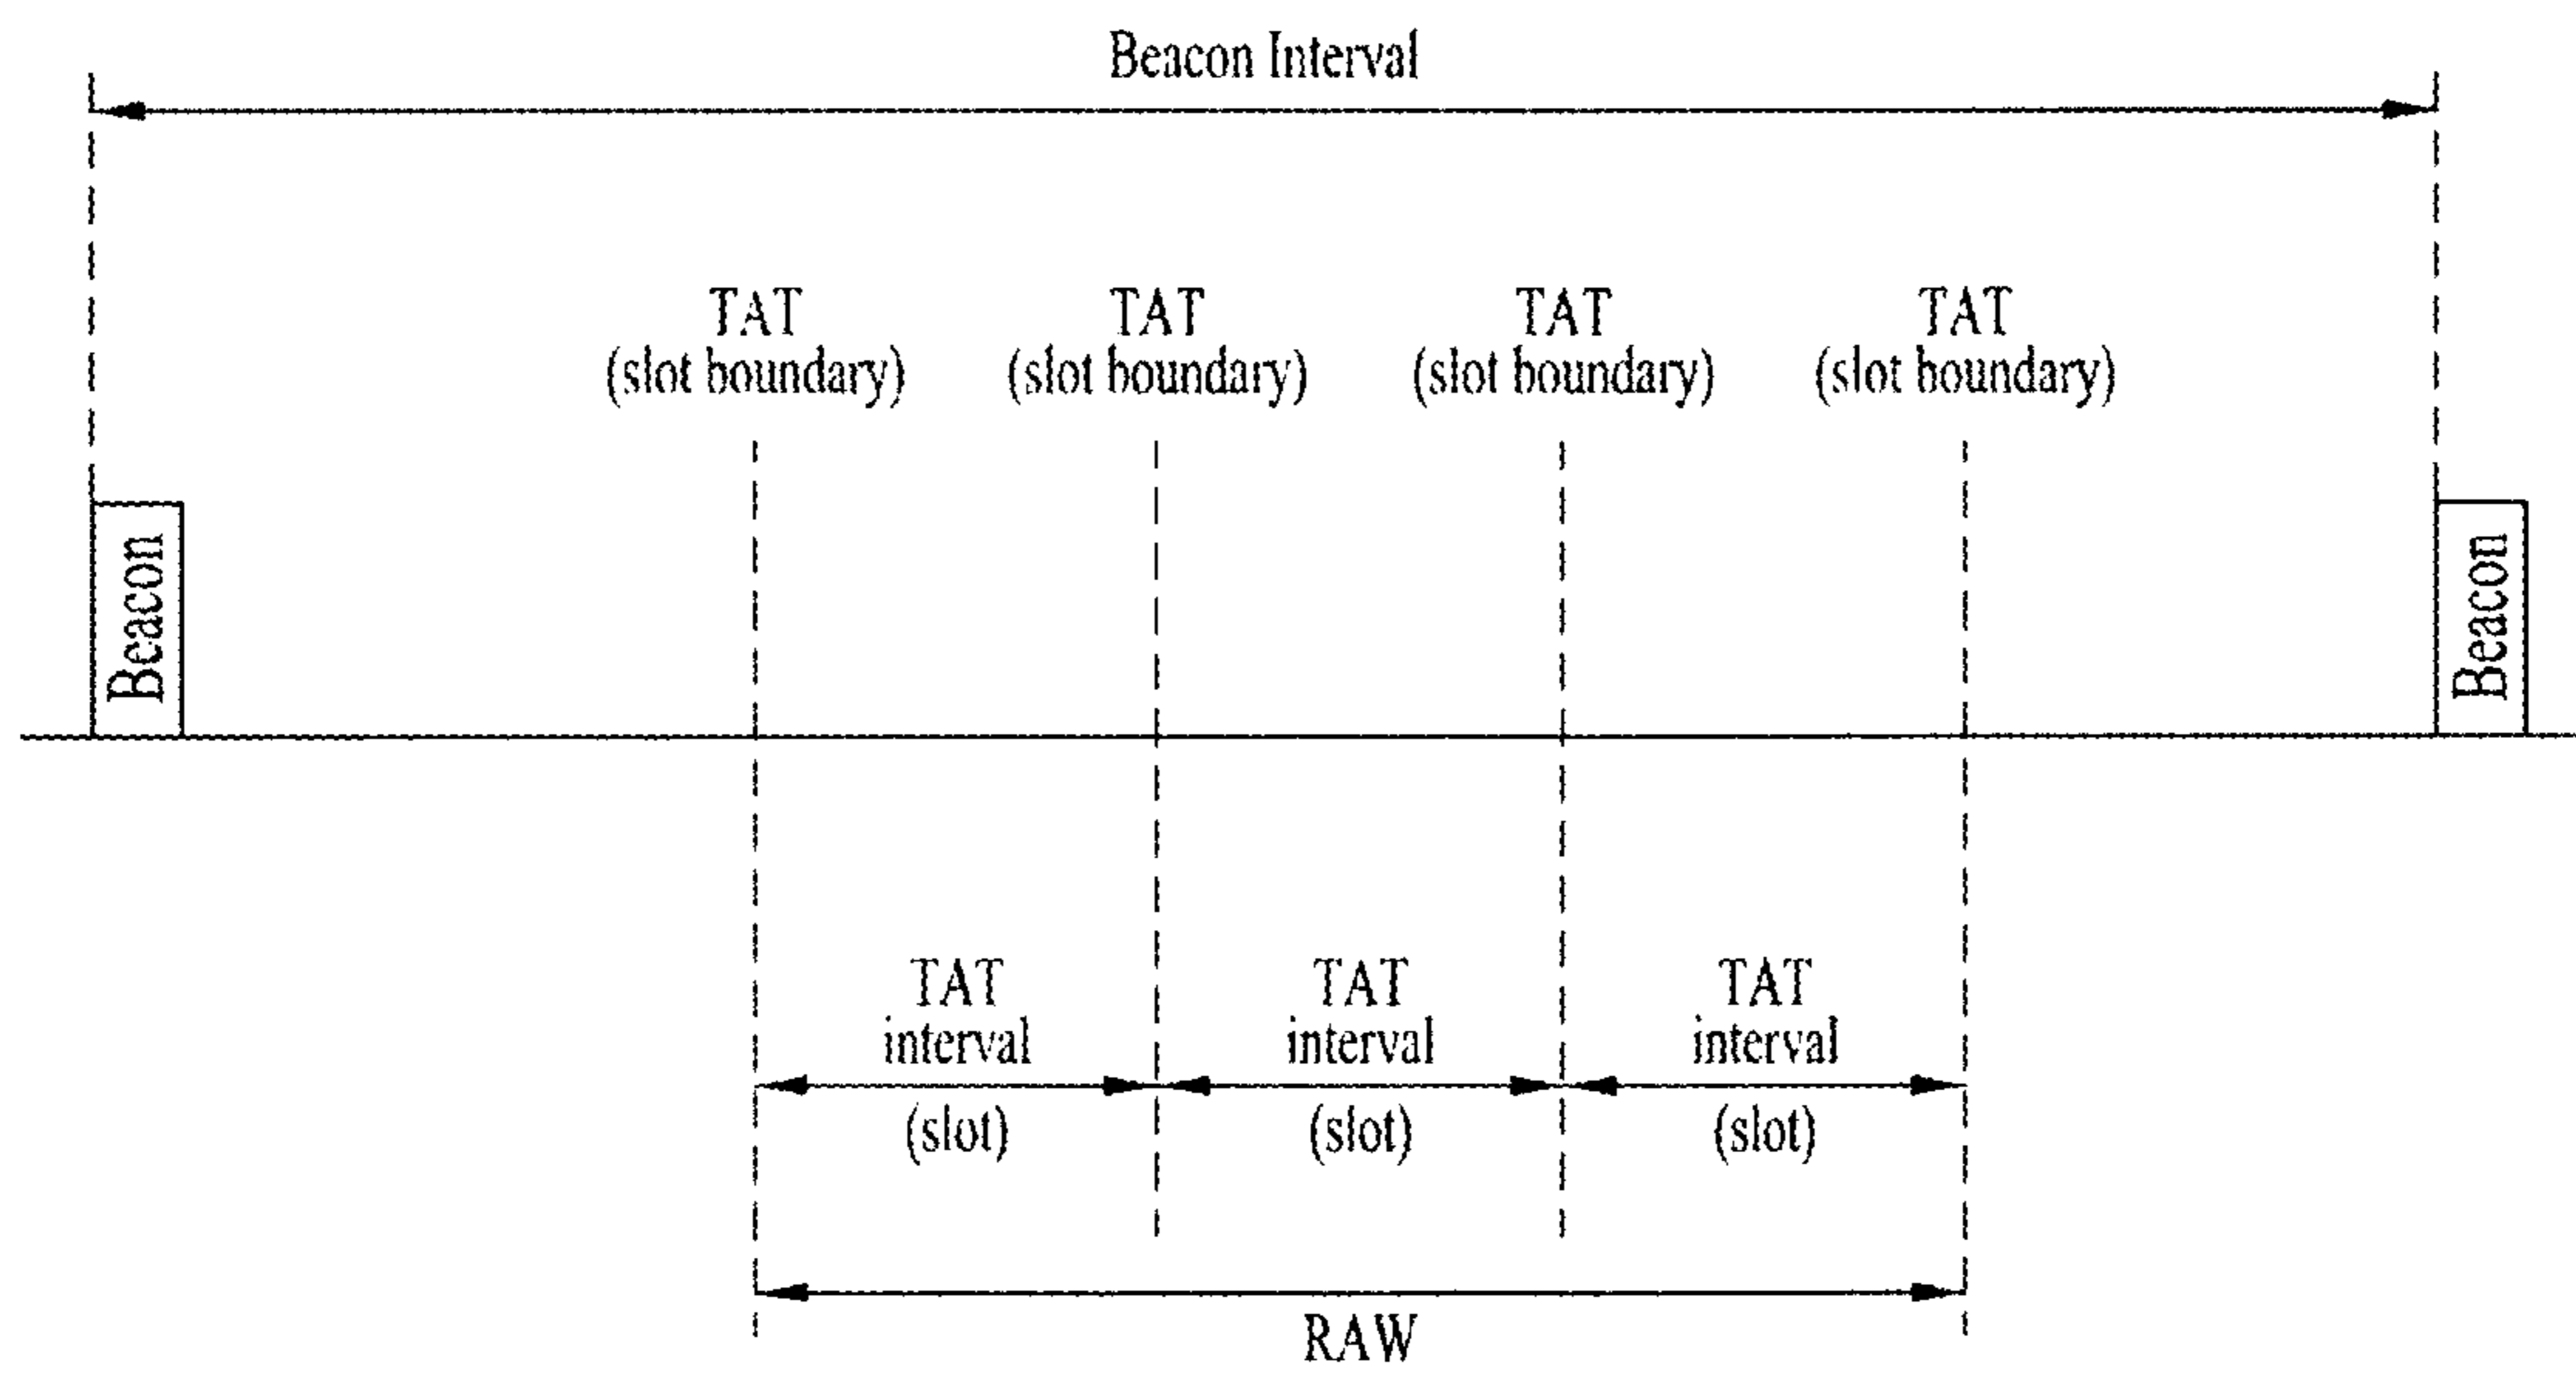 Beacon Interval
TAT
(slot boundary)
TAT
(slot boundary)
TAT
(slot boundary)
TAT
(slot boundary)
Beacon
Beacon
TAT
interval
(slot)
TAT
interval
(slot)
TAT
interval
(slot)
RAW